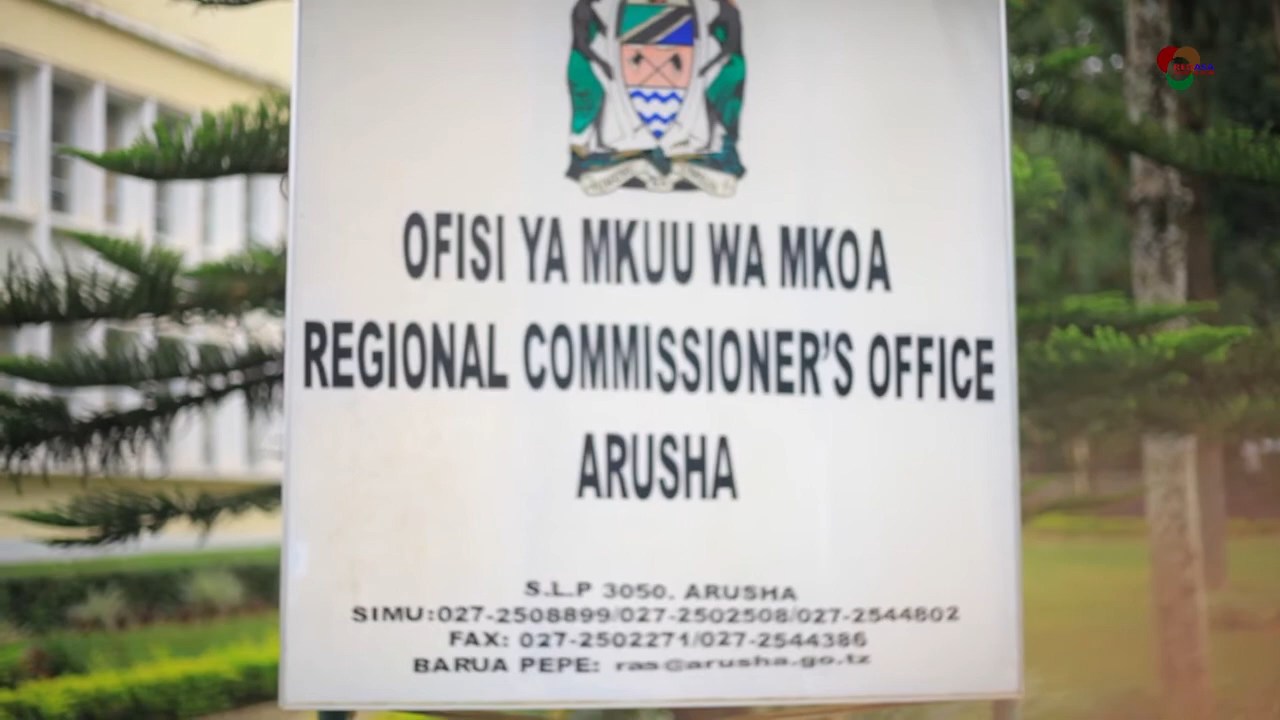 OFISI YA MKUU WA MKOA
REGIONAL COMMISSIONER'S OFFICE
ARUSHA
S.L.P 3050. ARUSHA
SIMU:027-2508899/027-2502508/027-2544802
FAX: 027-2502271/027-2544386
BARUA PEPE: ras@arusha.go.tz